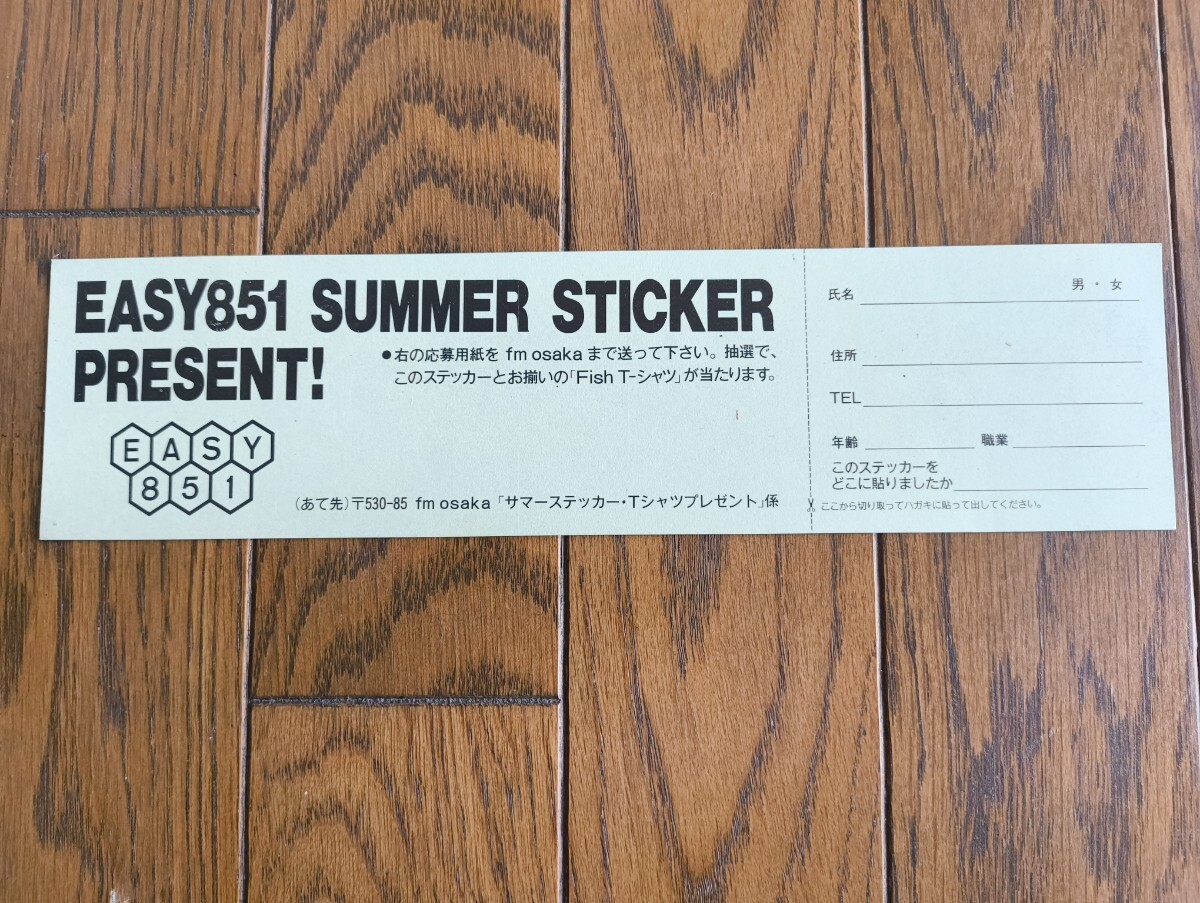 EASY851 SUMMER STICKER
PRESENT!
●右の応募用紙を fm osaka まで送って下さい。抽選で、
このステッカーとお揃いの「Fish T-シャツ」が当たります。
EASY
851
(あて先)〒530-85 fm osaka「サマーステッカー・Tシャツプレゼント」係
氏名 男・女
住所
TEL
年齢 職業
このステッカーを
どこに貼りましたか
ここから切り取ってハガキに貼って出してください。